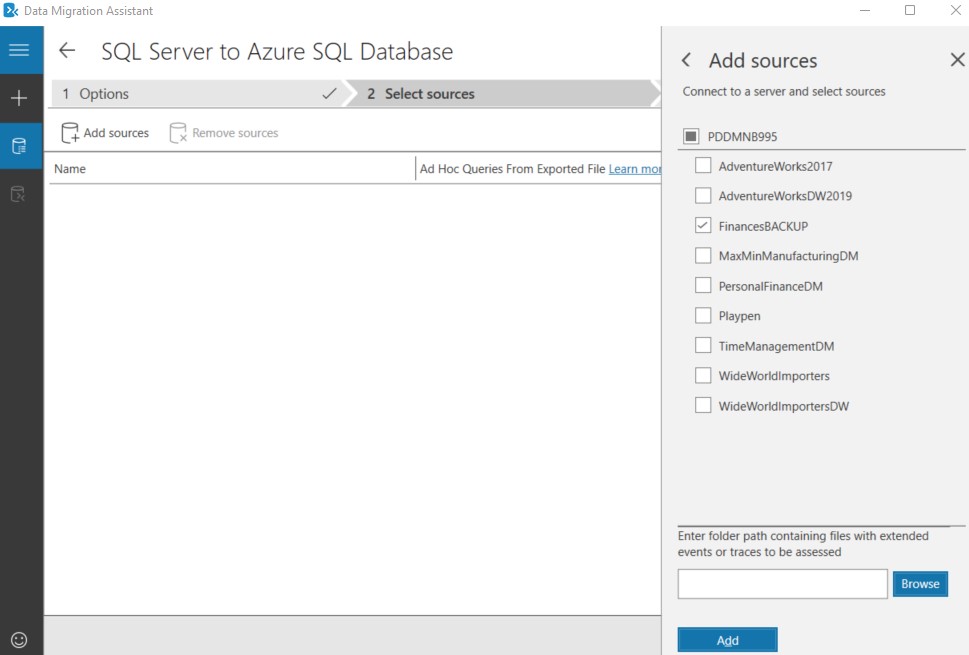 Data Migration Assistant
SQL Server to Azure SQL Database
1 Options
2 Select sources
Add sources
Remove sources
Name
Ad Hoc Queries From Exported File Learn mor
Add sources
Connect to a server and select sources
PDDMNB995
AdventureWorks2017
AdventureWorksDW2019
FinancesBACKUP
MaxMinManufacturingDM
PersonalFinanceDM
Playpen
TimeManagementDM
WideWorldImporters
WideWorldImportersDW
Enter folder path containing files with extended
events or traces to be assessed
Browse
Add